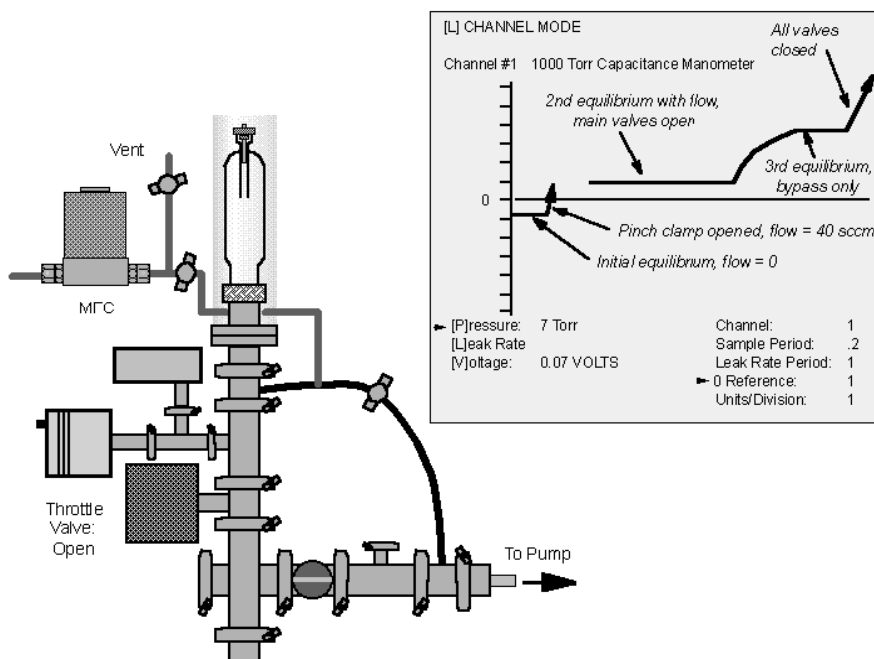 [L] CHANNEL MODE
All valves
closed
Channel #1 1000 Torr Capacitance Manometer
2nd equilibrium with flow,
main valves open
3rd equilibrium,
bypass only
0
Pinch clamp opened, flow = 40 sccm
Initial equilibrium, flow = 0
[P]ressure: 7 Torr
[L]eak Rate
[V]oltage: 0.07 VOLTS
Channel: 1
Sample Period: .2
Leak Rate Period: 1
0 Reference: 1
Units/Division: 1
Vent
MFC
Throttle
Valve:
Open
To Pump